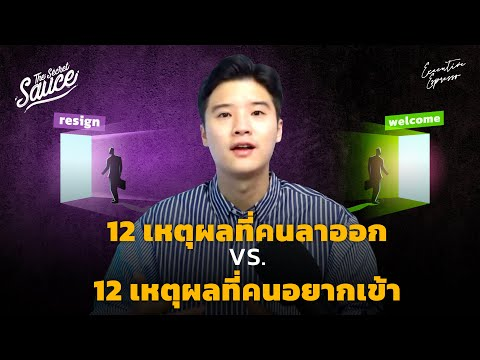 The Secret
Sauce
Executive
Espresso
resign
welcome
12 เหตุผลที่คนลาออก
VS.
12 เหตุผลที่คนอยากเข้า